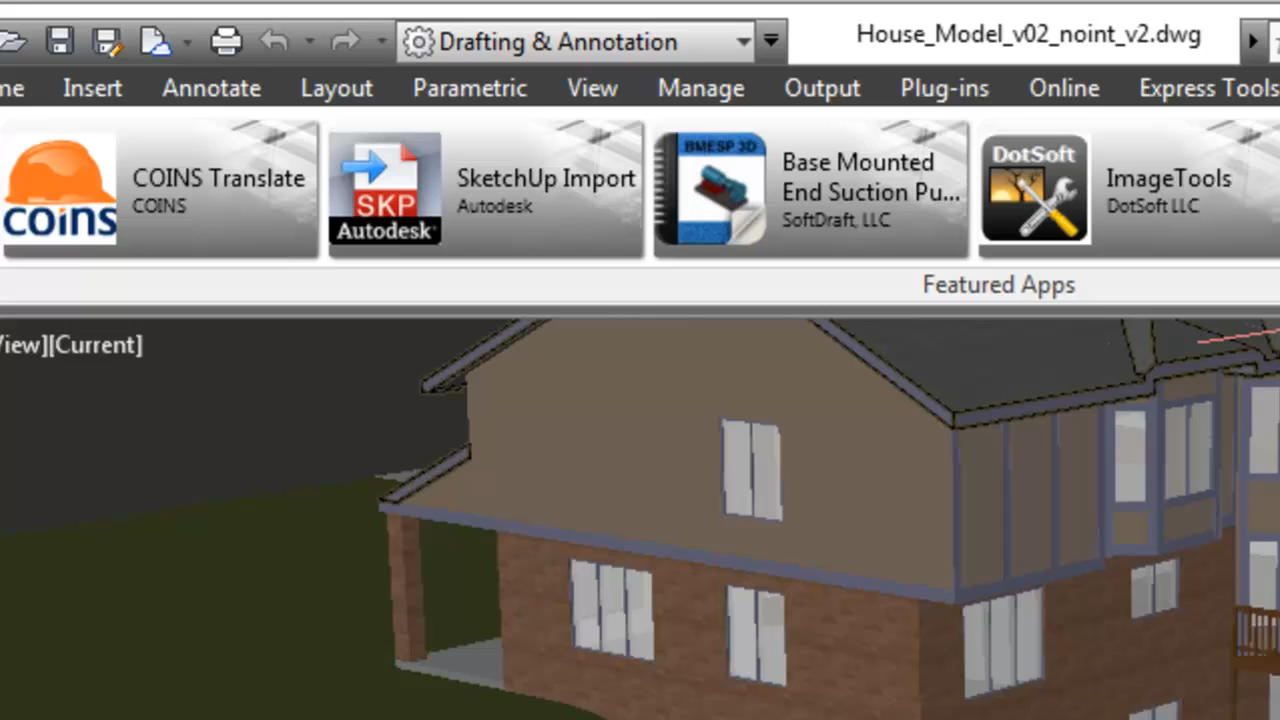 Drafting & Annotation
House_Model_v02_noint_v2.dwg
me Insert Annotate Layout Parametric View Manage Output Plug-ins Online Express Tools
coins
COINS Translate
COINS
SKP
Autodesk
SketchUp Import
Autodesk
BMESP 3D
Base Mounted
End Suction Pu...
SoftDraft, LLC
DotSoft
ImageTools
DotSoft LLC
Featured Apps
View][Current]